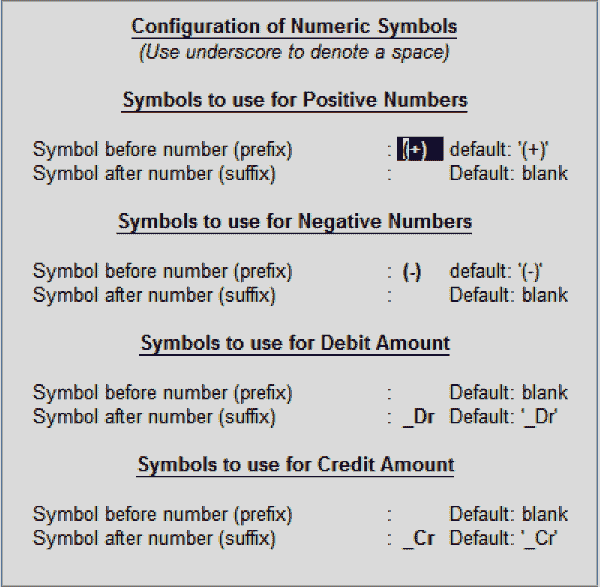 Configuration of Numeric Symbols
(Use underscore to denote a space)
Symbols to use for Positive Numbers
Symbol before number (prefix) : (+) default: '(+)'
Symbol after number (suffix) : Default: blank
Symbols to use for Negative Numbers
Symbol before number (prefix) : (-) default: '(-)'
Symbol after number (suffix) : Default: blank
Symbols to use for Debit Amount
Symbol before number (prefix) : Default: blank
Symbol after number (suffix) : _Dr Default: '_Dr'
Symbols to use for Credit Amount
Symbol before number (prefix) : Default: blank
Symbol after number (suffix) : _Cr Default: '_Cr'